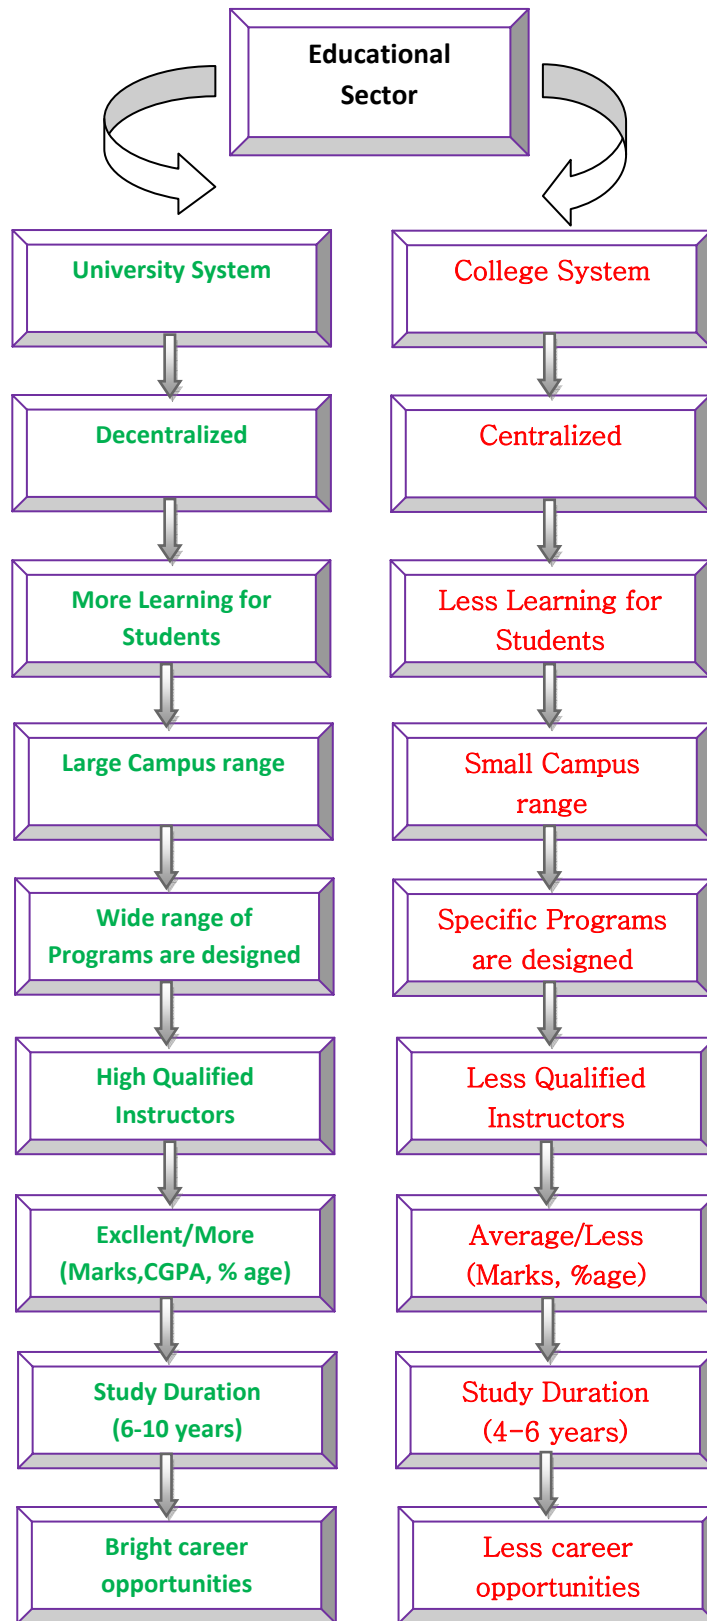 Educational
Sector
University System
College System
Decentralized
Centralized
More Learning for
Students
Less Learning for
Students
Large Campus range
Small Campus
range
Wide range of
Programs are designed
Specific Programs
are designed
High Qualified
Instructors
Less Qualified
Instructors
Excllent/More
(Marks,CGPA, % age)
Average/Less
(Marks, %age)
Study Duration
(6-10 years)
Study Duration
(4-6 years)
Bright career
opportunities
Less career
opportunities